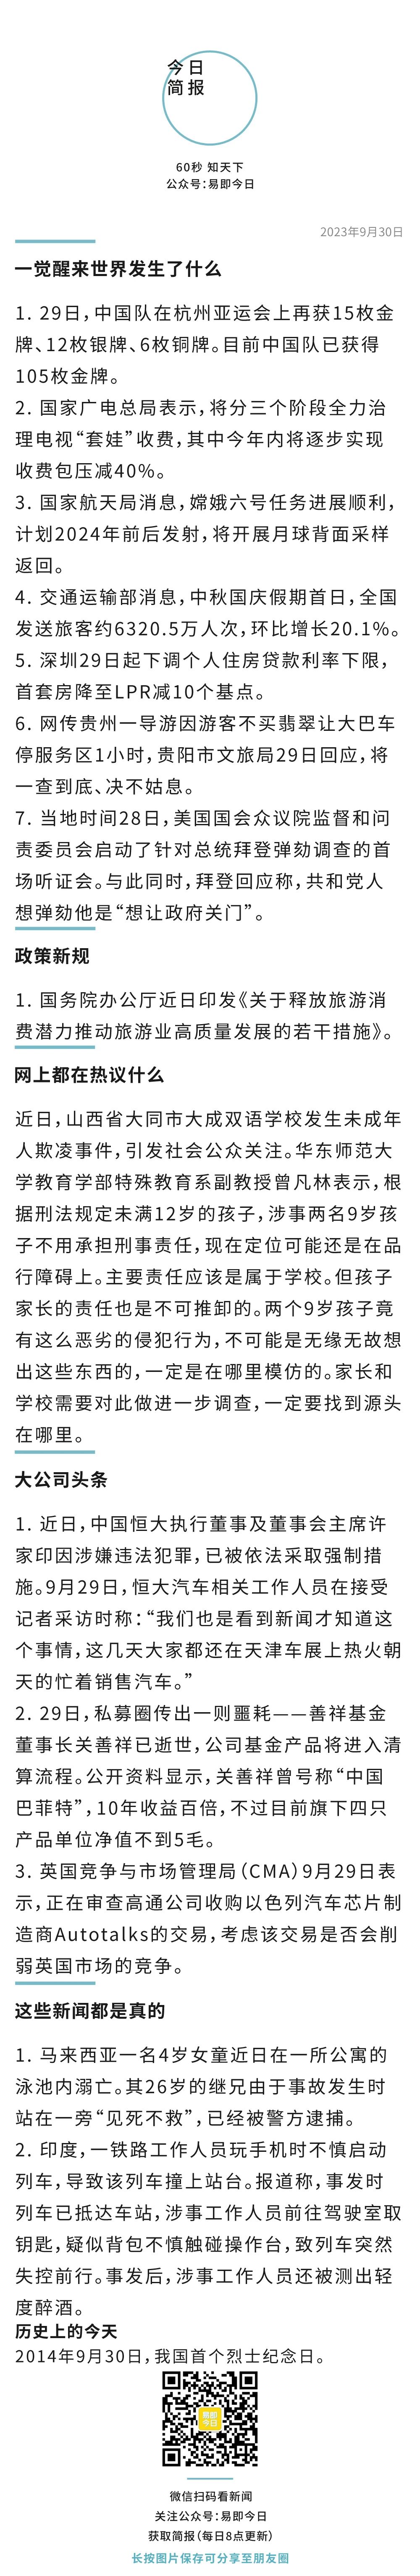 今日
简报
60秒 知天下
公众号:易即今日
2023年9月30日
一觉醒来世界发生了什么
1. 29日，中国队在杭州亚运会上再获15枚金
牌、12枚银牌、6枚铜牌。目前中国队已获得
105枚金牌。
2. 国家广电总局表示，将分三个阶段全力治
理电视“套娃”收费，其中今年内将逐步实现
收费包压减40%。
3. 国家航天局消息，嫦娥六号任务进展顺利，
计划2024年前后发射，将开展月球背面采样
返回。
4. 交通运输部消息，中秋国庆假期首日，全国
发送旅客约6320.5万人次，环比增长20.1%。
5. 深圳29日起下调个人住房贷款利率下限，
首套房降至LPR减10个基点。
6. 网传贵州一导游因游客不买翡翠让大巴车
停服务区1小时，贵阳市文旅局29日回应，将
一查到底、决不姑息。
7. 当地时间28日，美国国会众议院监督和问
责委员会启动了针对总统拜登弹劾调查的首
场听证会。与此同时，拜登回应称，共和党人
想弹劾他是“想让政府关门”。
政策新规
1. 国务院办公厅近日印发《关于释放旅游消
费潜力推动旅游业高质量发展的若干措施》。
网上都在热议什么
近日，山西省大同市大成双语学校发生未成年
人欺凌事件，引发社会公众关注。华东师范大
学教育学部特殊教育系副教授曾凡林表示，根
据刑法规定未满12岁的孩子，涉事两名9岁孩
子不用承担刑事责任，现在定位可能还是在品
行障碍上。主要责任应该是属于学校。但孩子
家长的责任也是不可推卸的。两个9岁孩子竟
有这么恶劣的侵犯行为，不可能是无缘无故想
出这些东西的，一定是在哪里模仿的。家长和
学校需要对此做进一步调查，一定要找到源头
在哪里。
大公司头条
1. 近日，中国恒大执行董事及董事会主席许
家印因涉嫌违法犯罪，已被依法采取强制措
施。9月29日，恒大汽车相关工作人员在接受
记者采访时称：“我们也是看到新闻才知道这
个事情，这几天大家都还在天津车展上热火朝
天的忙着销售汽车。”
2. 29日，私募圈传出一则噩耗——善祥基金
董事长关善祥已逝世，公司基金产品将进入清
算流程。公开资料显示，关善祥曾号称“中国
巴菲特”，10年收益百倍，不过目前旗下四只
产品单位净值不到5毛。
3. 英国竞争与市场管理局（CMA）9月29日表
示，正在审查高通公司收购以色列汽车芯片制
造商Autotalks的交易，考虑该交易是否会削
弱英国市场的竞争。
这些新闻都是真的
1. 马来西亚一名4岁女童近日在一所公寓的
泳池内溺亡。其26岁的继兄由于事故发生时
站在一旁“见死不救”，已经被警方逮捕。
2. 印度，一铁路工作人员玩手机时不慎启动
列车，导致该列车撞上站台。报道称，事发时
列车已抵达车站，涉事工作人员前往驾驶室取
钥匙，疑似背包不慎触碰操作台，致列车突然
失控前行。事发后，涉事工作人员还被测出轻
度醉酒。
历史上的今天
2014年9月30日，我国首个烈士纪念日。
易即
今日
微信扫码看新闻
关注公众号：易即今日
获取简报（每日8点更新）
长按图片保存可分享至朋友圈